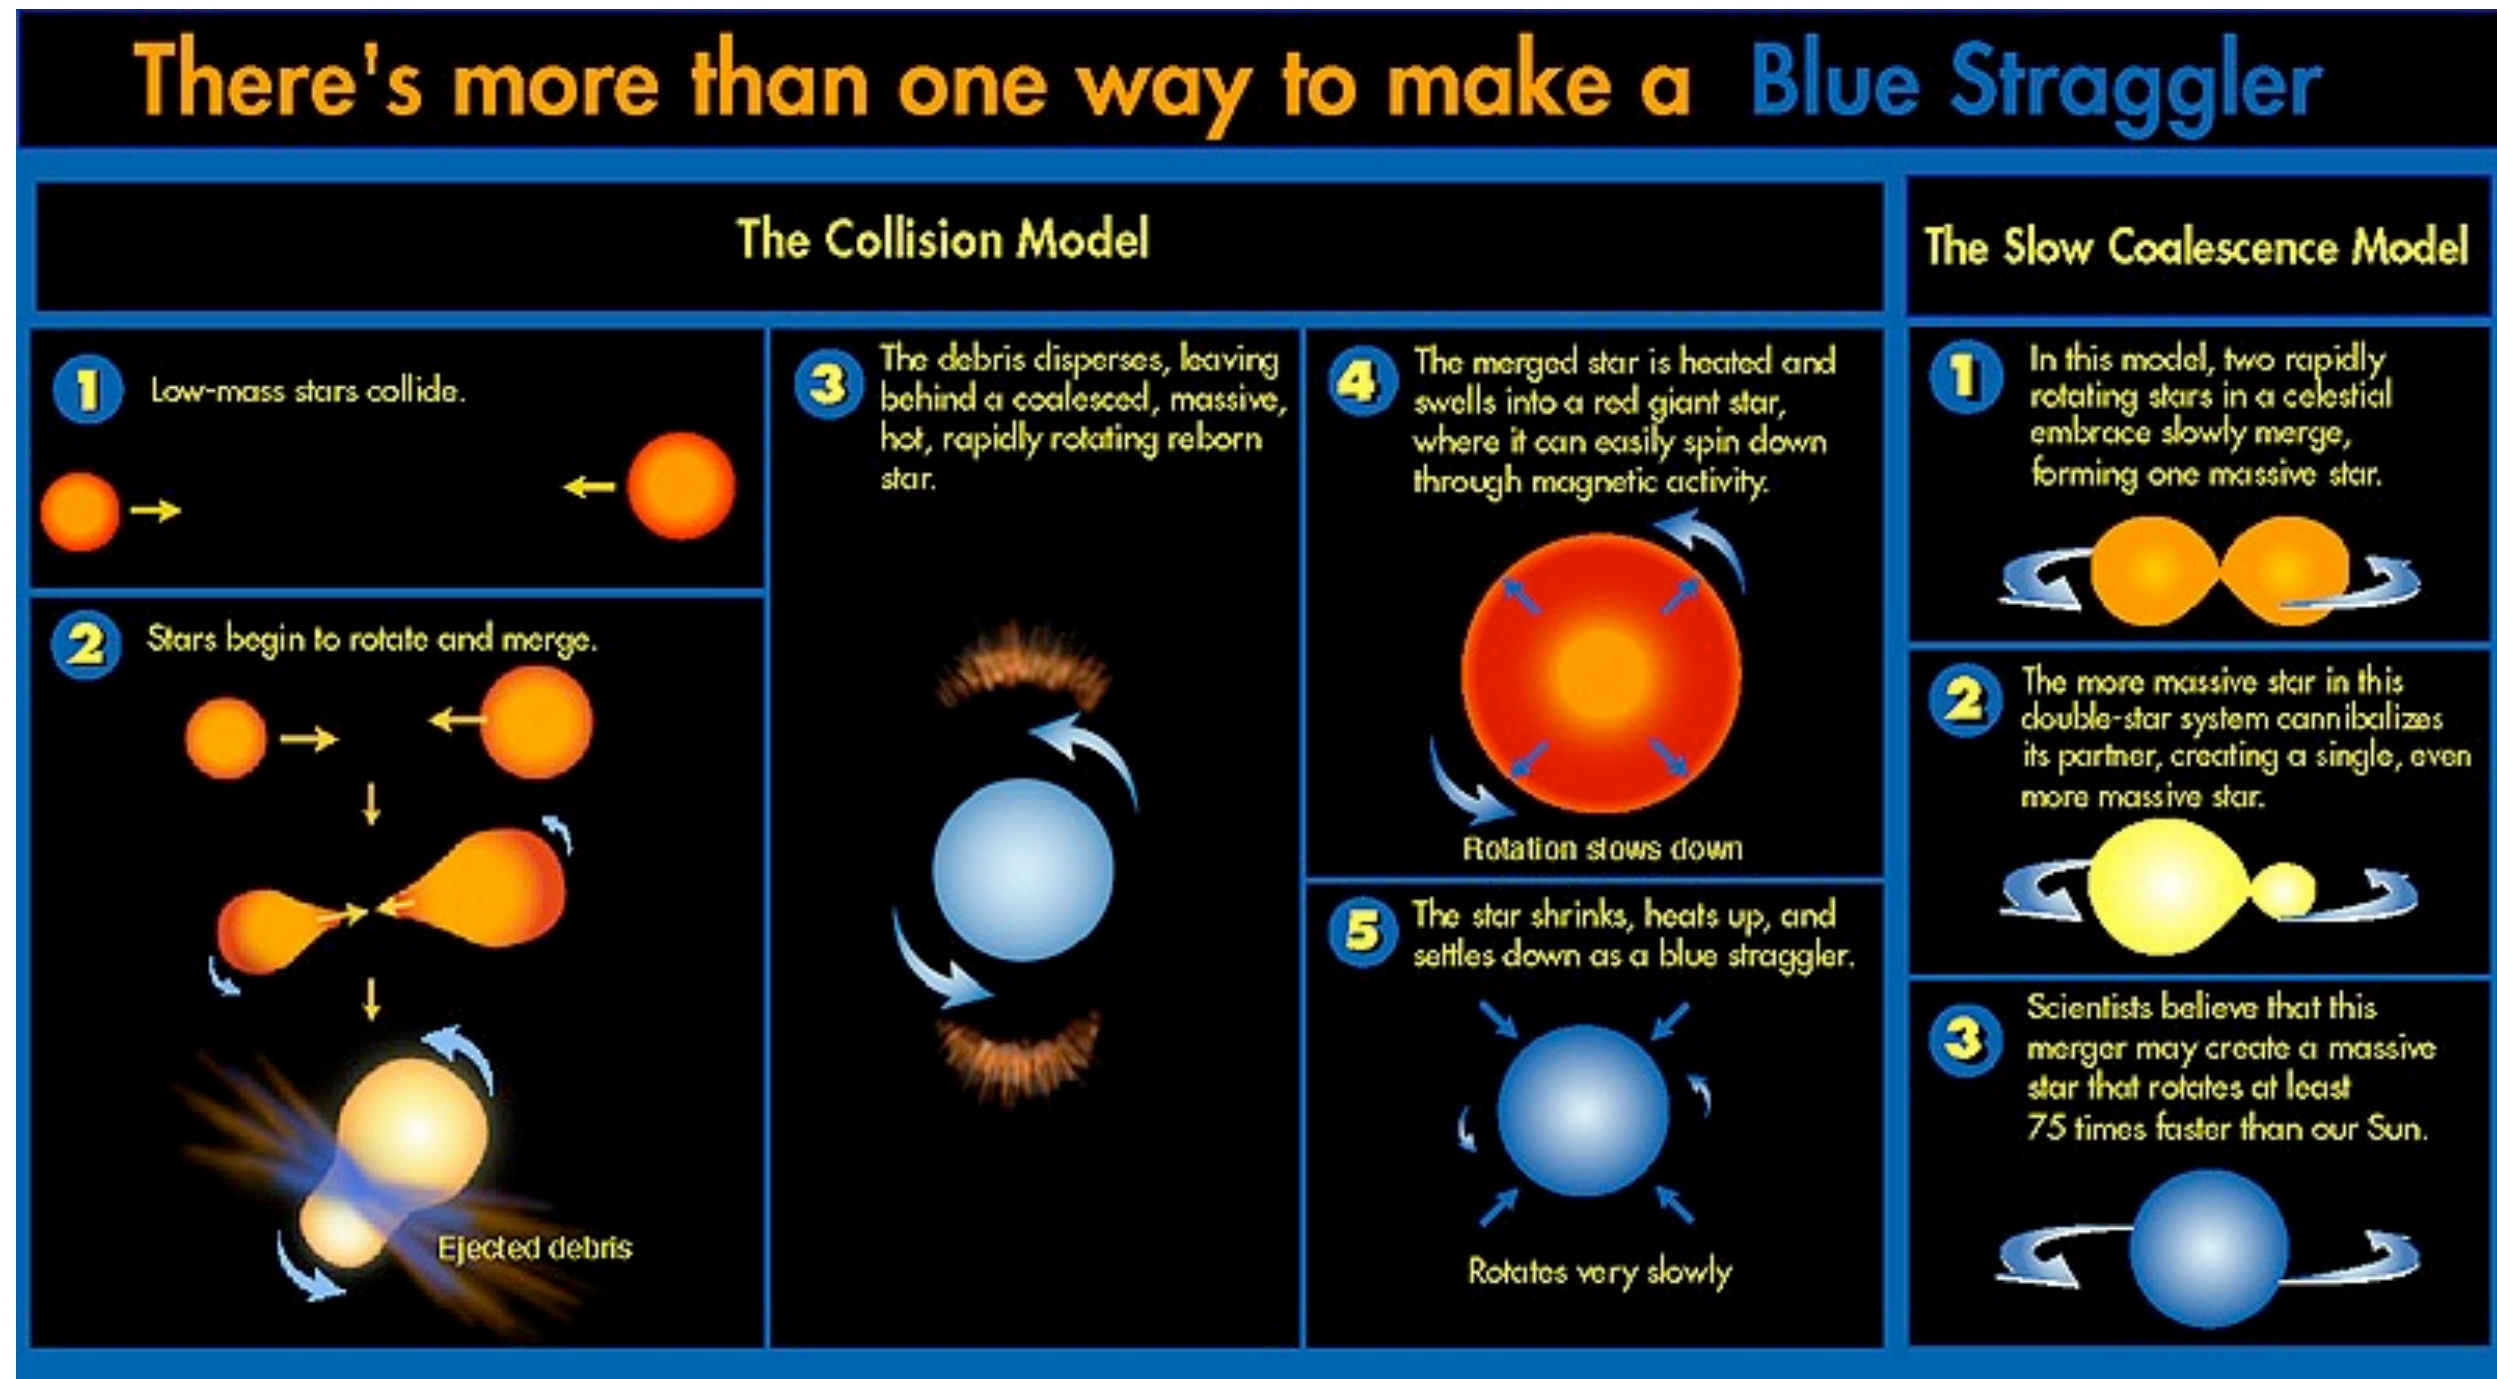 There's more than one way to make a Blue Straggler
The Collision Model
1
Low-mass stars collide.
2
Stars begin to rotate and merge.
Ejected debris
3
The debris disperses, leaving
behind a coalesced, massive,
hot, rapidly rotating reborn
star.
4
The merged star is heated and
swells into a red giant star,
where it can easily spin down
through magnetic activity.
Rotation slows down
5
The star shrinks, heats up, and
settles down as a blue straggler.
Rotates very slowly
The Slow Coalescence Model
1
In this model, two rapidly
rotating stars in a celestial
embrace slowly merge,
forming one massive star.
2
The more massive star in this
double-star system cannibalizes
its partner, creating a single, even
more massive star.
3
Scientists believe that this
merger may create a massive
star that rotates at least
75 times faster than our Sun.